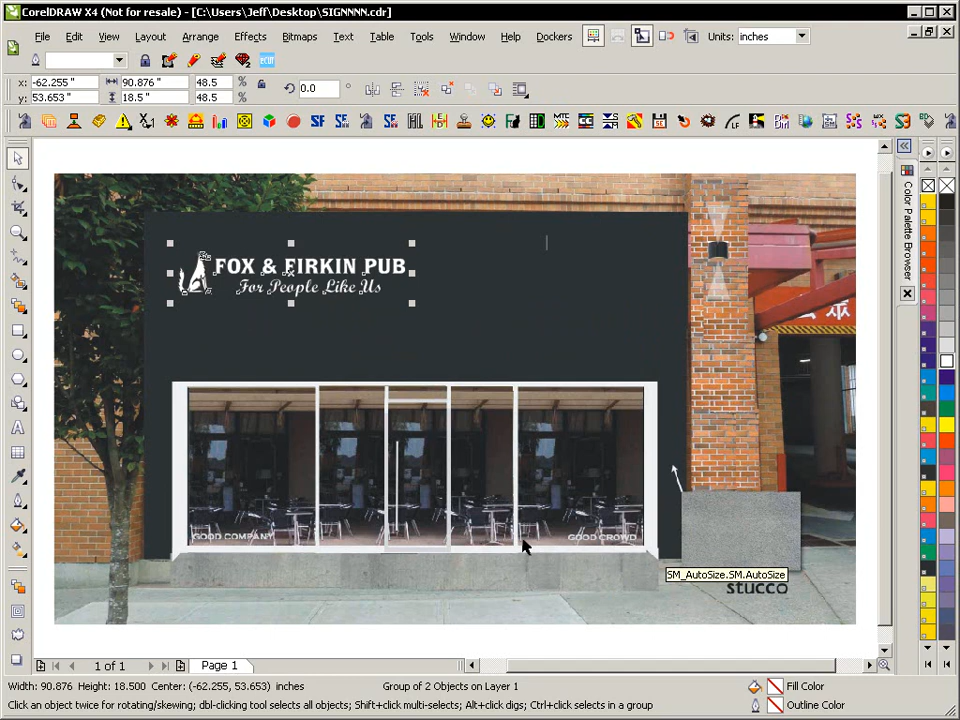 CorelDRAW X4 (Not for resale) - [C:\Users\Jeff\Desktop\SIGNNNN.cdr]
File Edit View Layout Arrange Effects Bitmaps Text Table Tools Window Help Dockers Units: inches
x: -62.255 " 90.876 " 48.5 % 0.0 °
y: 53.653 " 18.5 " 48.5 %
Color Palette Browser
FOX & FIRKIN PUB
For People Like Us
公眾
GOOD COMPANY
GOOD CROWD
SM_AutoSize.SM.AutoSize
stucco
1 of 1 Page 1
Width: 90.876 Height: 18.500 Center: (-62.255, 53.653) inches Group of 2 Objects on Layer 1 Fill Color
Click an object twice for rotating/skewing; dbl-clicking tool selects all objects; Shift+click multi-selects; Alt+click digs; Ctrl+click selects in a group Outline Color